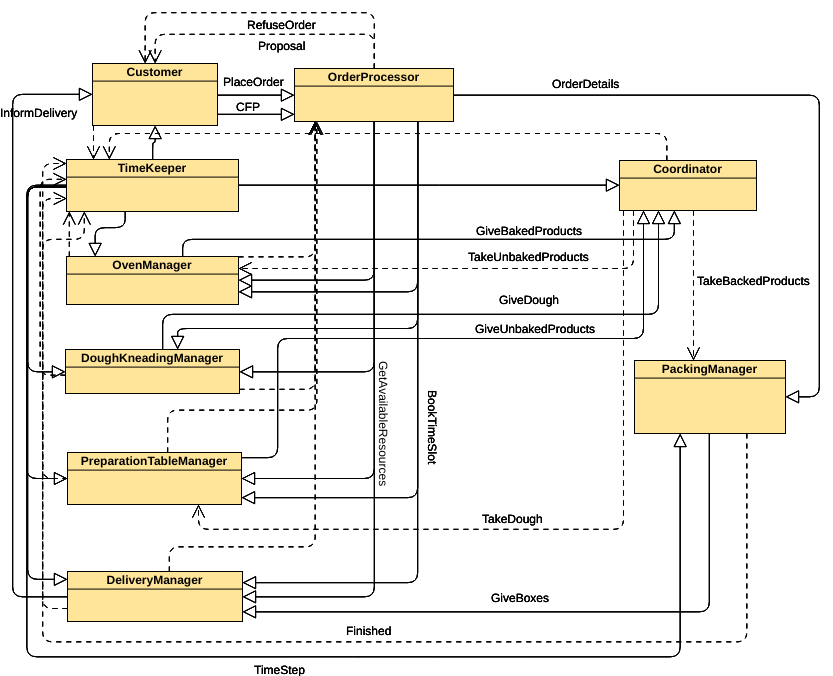 RefuseOrder
Proposal
Customer
PlaceOrder
OrderProcessor
OrderDetails
CFP
InformDelivery
TimeKeeper
Coordinator
GiveBakedProducts
OvenManager
TakeUnbakedProducts
TakeBackedProducts
GiveDough
GiveUnbakedProducts
DoughKneadingManager
PackingManager
GetAvailableResources
BookTimeSlot
PreparationTableManager
TakeDough
DeliveryManager
GiveBoxes
Finished
TimeStep